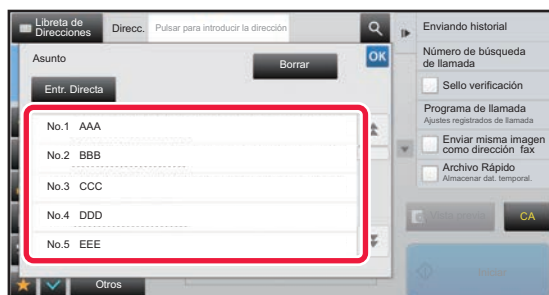 Libreta de
Direcciones
Direcc.
Pulsar para introducir la dirección
Asunto
Borrar
OK
Entr. Directa
No.1 AAA
No.2 BBB
No.3 CCC
No.4 DDD
No.5 EEE
Otros
Enviando historial
Número de búsqueda
de llamada
Sello verificación
Programa de llamada
Ajustes registrados de llamada
Enviar misma imagen
como dirección fax
Archivo Rápido
Almacenar dat. temporal.
CA